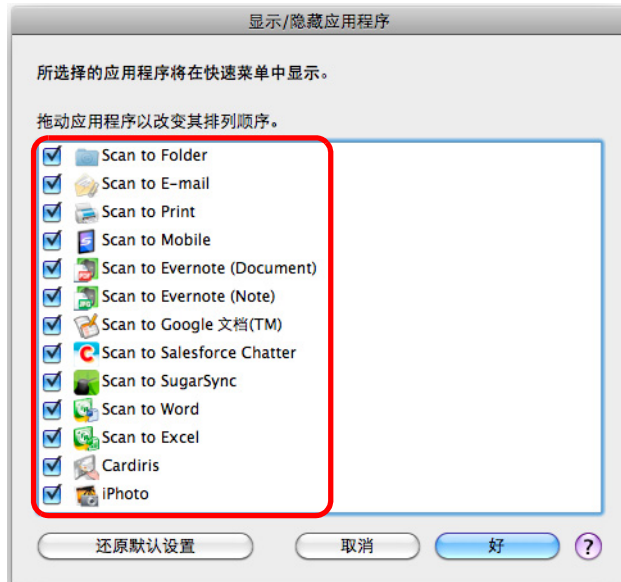 显示/隐藏应用程序
所选择的应用程序将在快速菜单中显示。
拖动应用程序以改变其排列顺序。
Scan to Folder
Scan to E-mail
Scan to Print
Scan to Mobile
Scan to Evernote (Document)
Scan to Evernote (Note)
Scan to Google 文档(TM)
Scan to Salesforce Chatter
Scan to SugarSync
Scan to Word
Scan to Excel
Cardiris
iPhoto
还原默认设置 取消 好 ?